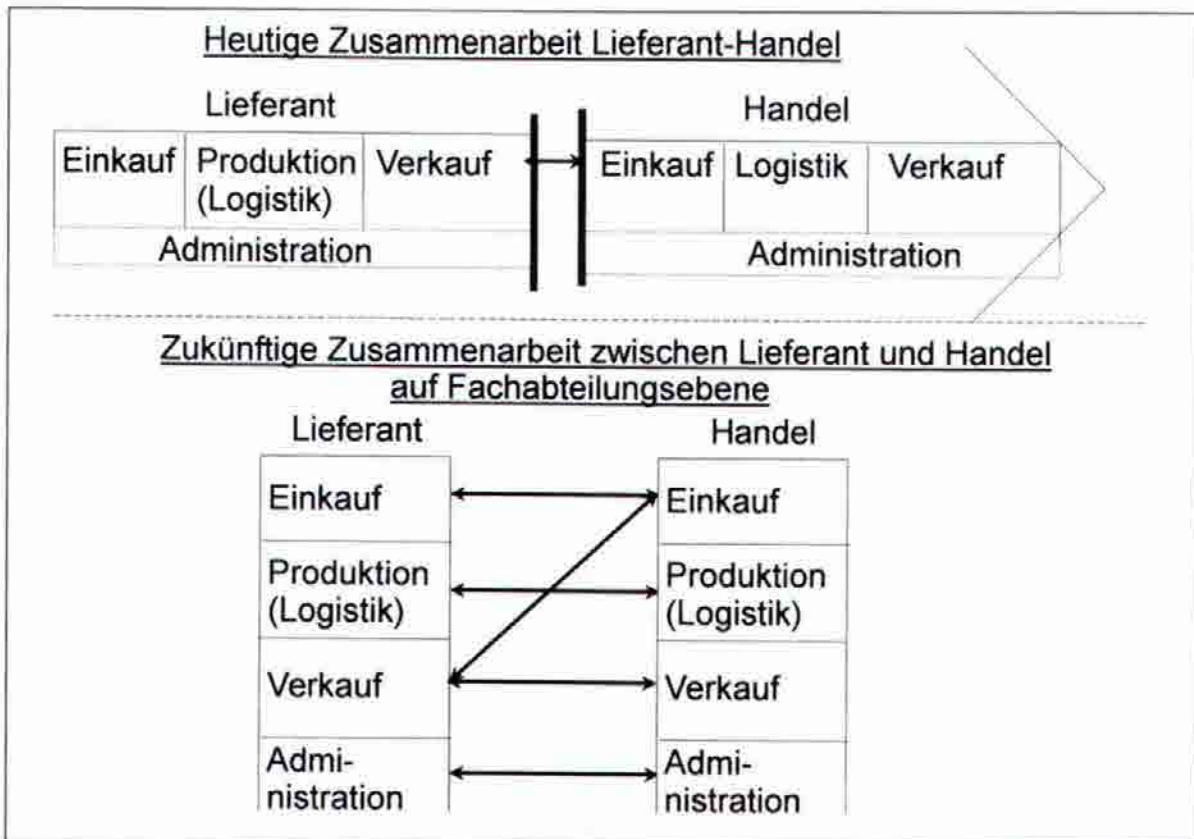 Heutige Zusammenarbeit Lieferant-Handel
Lieferant
Handel
Einkauf
Produktion
(Logistik)
Verkauf
Einkauf
Logistik
Verkauf
Administration
Administration
Zukünftige Zusammenarbeit zwischen Lieferant und Handel
auf Fachabteilungsebene
Lieferant
Handel
Einkauf
Einkauf
Produktion
(Logistik)
Produktion
(Logistik)
Verkauf
Verkauf
Admi-
nistration
Admi-
nistration